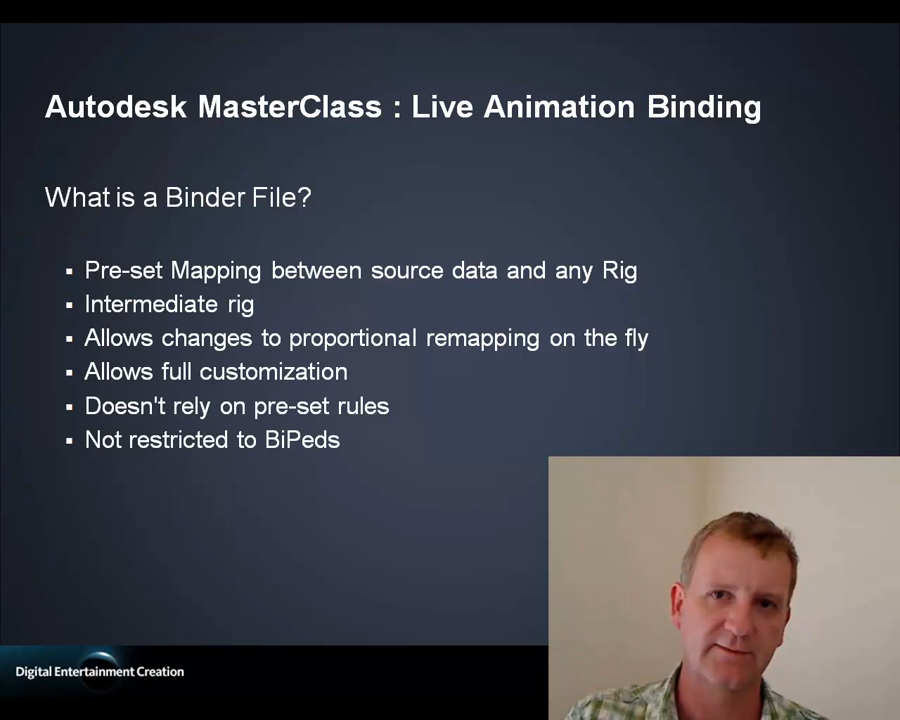 Autodesk MasterClass : Live Animation Binding
What is a Binder File?
▪ Pre-set Mapping between source data and any Rig
▪ Intermediate rig
▪ Allows changes to proportional remapping on the fly
▪ Allows full customization
▪ Doesn't rely on pre-set rules
▪ Not restricted to BiPeds
Digital Entertainment Creation